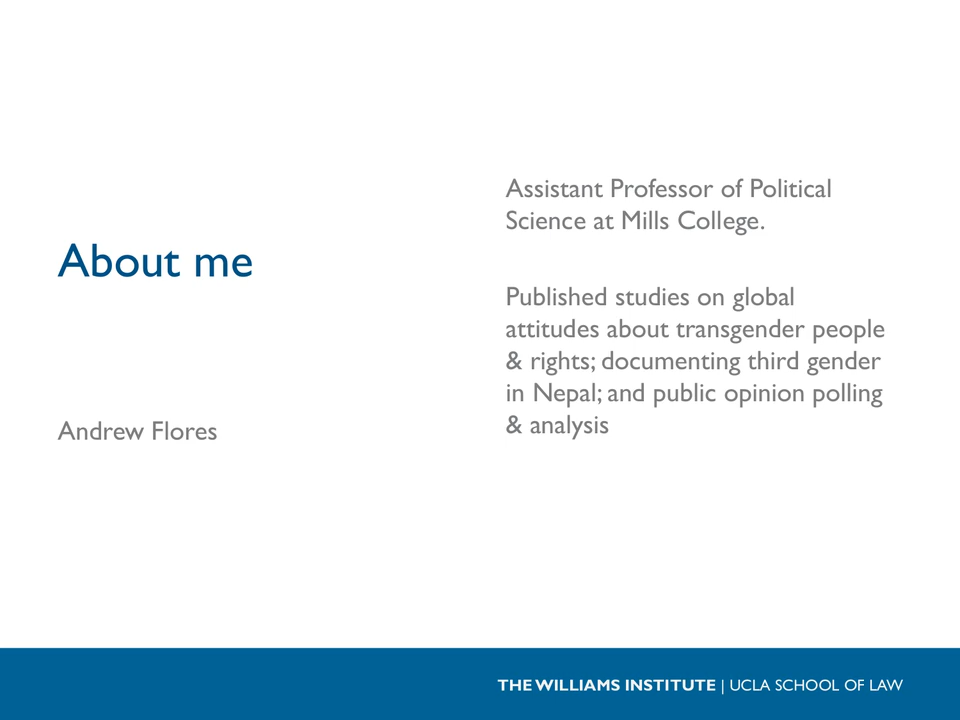 About me
Andrew Flores
Assistant Professor of Political
Science at Mills College.
Published studies on global
attitudes about transgender people
& rights; documenting third gender
in Nepal; and public opinion polling
& analysis
THE WILLIAMS INSTITUTE | UCLA SCHOOL OF LAW